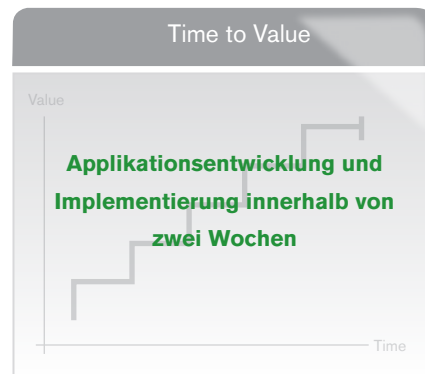 Time to Value
Value
Applikationsentwicklung und
Implementierung innerhalb von
zwei Wochen
Time